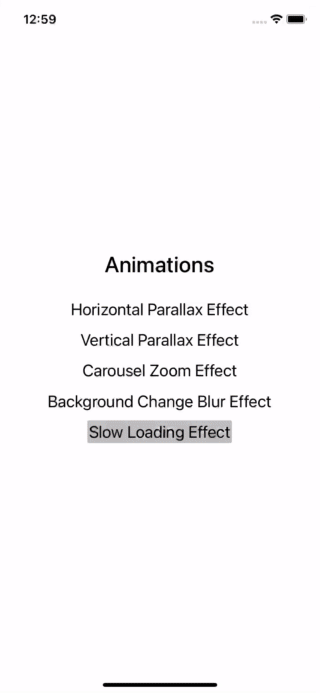 12:59
Animations
Horizontal Parallax Effect
Vertical Parallax Effect
Carousel Zoom Effect
Background Change Blur Effect
Slow Loading Effect